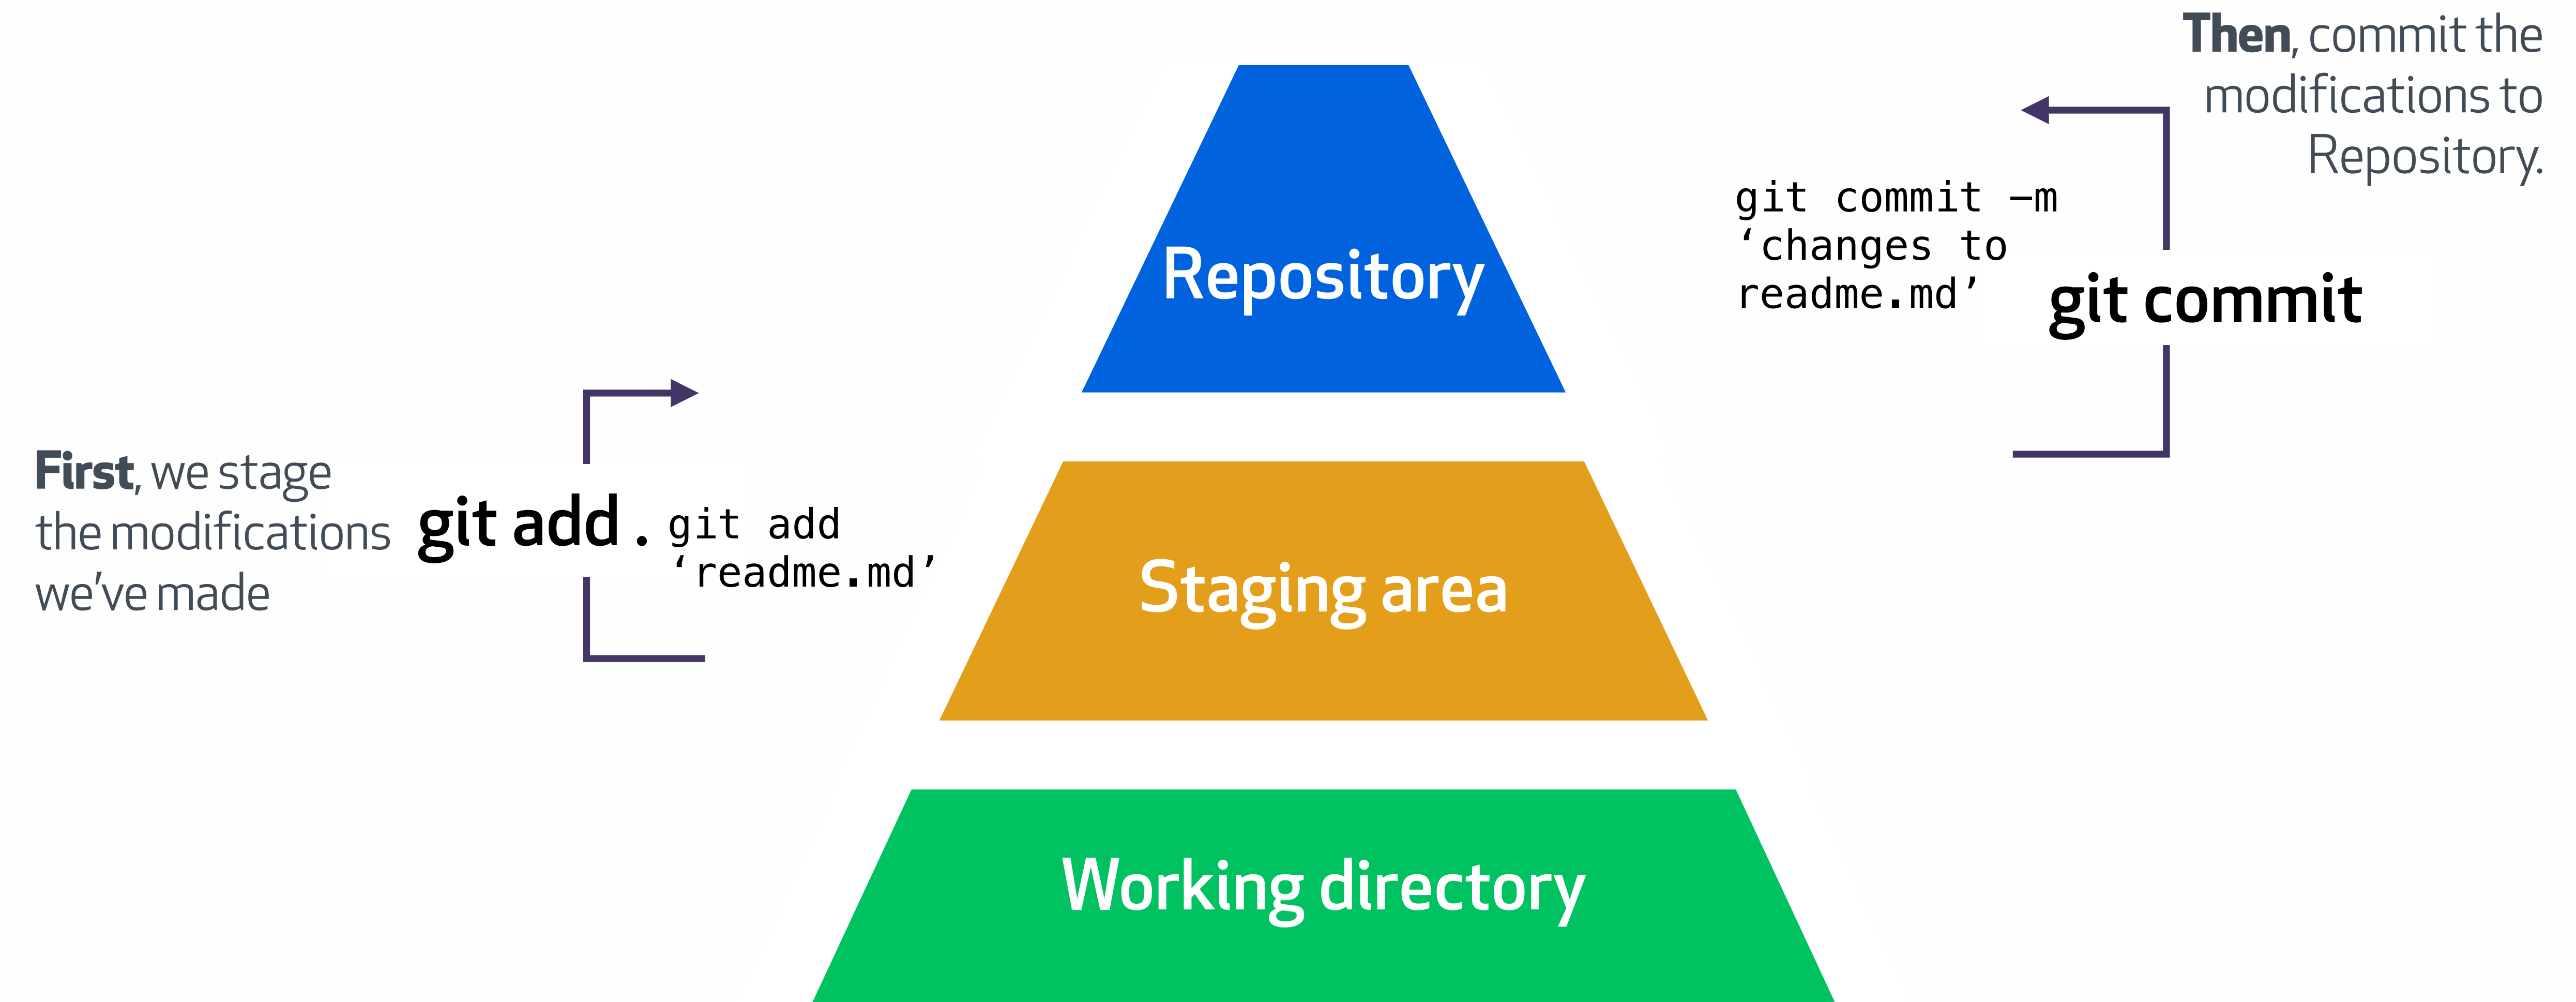 Then, commit the
modifications to
Repository.
git commit –m
‘changes to
readme.md’
git commit
Repository
First, we stage
the modifications
we’ve made
git add .
git add
‘readme.md’
Staging area
Working directory